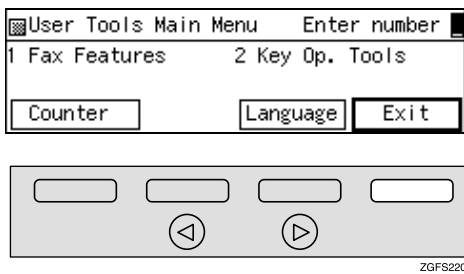 User Tools Main Menu Enter number
1 Fax Features 2 Key Op. Tools
Counter Language Exit
ZGFS220